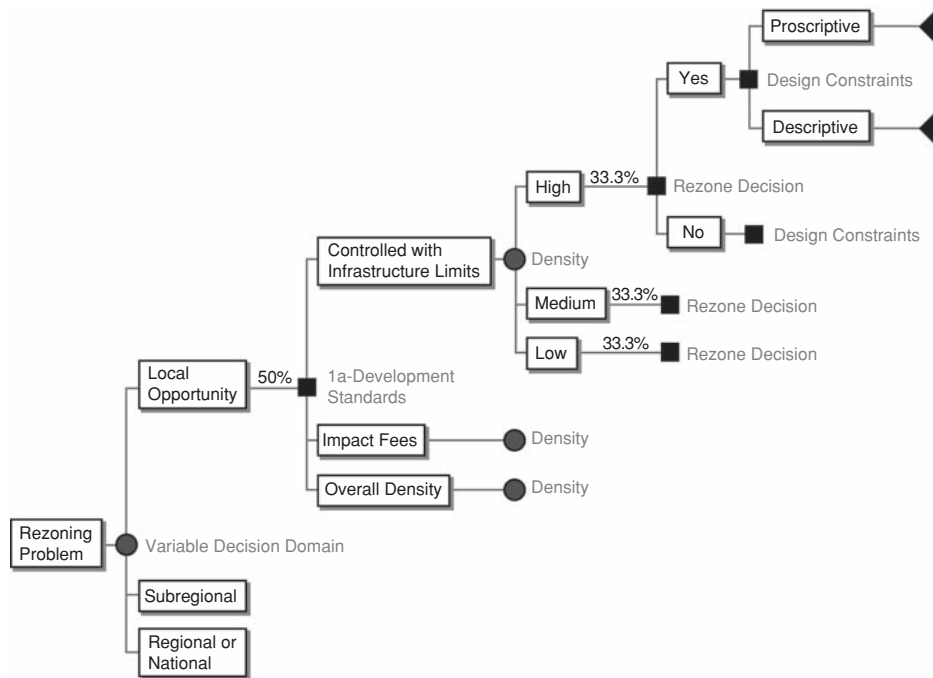 Proscriptive
Yes
Design Constraints
Descriptive
High
33.3%
Rezone Decision
No
Design Constraints
Controlled with
Infrastructure Limits
Density
Medium
33.3%
Rezone Decision
Low
33.3%
Rezone Decision
Local
Opportunity
50%
1a-Development
Standards
Impact Fees
Density
Overall Density
Density
Rezoning
Problem
Variable Decision Domain
Subregional
Regional or
National